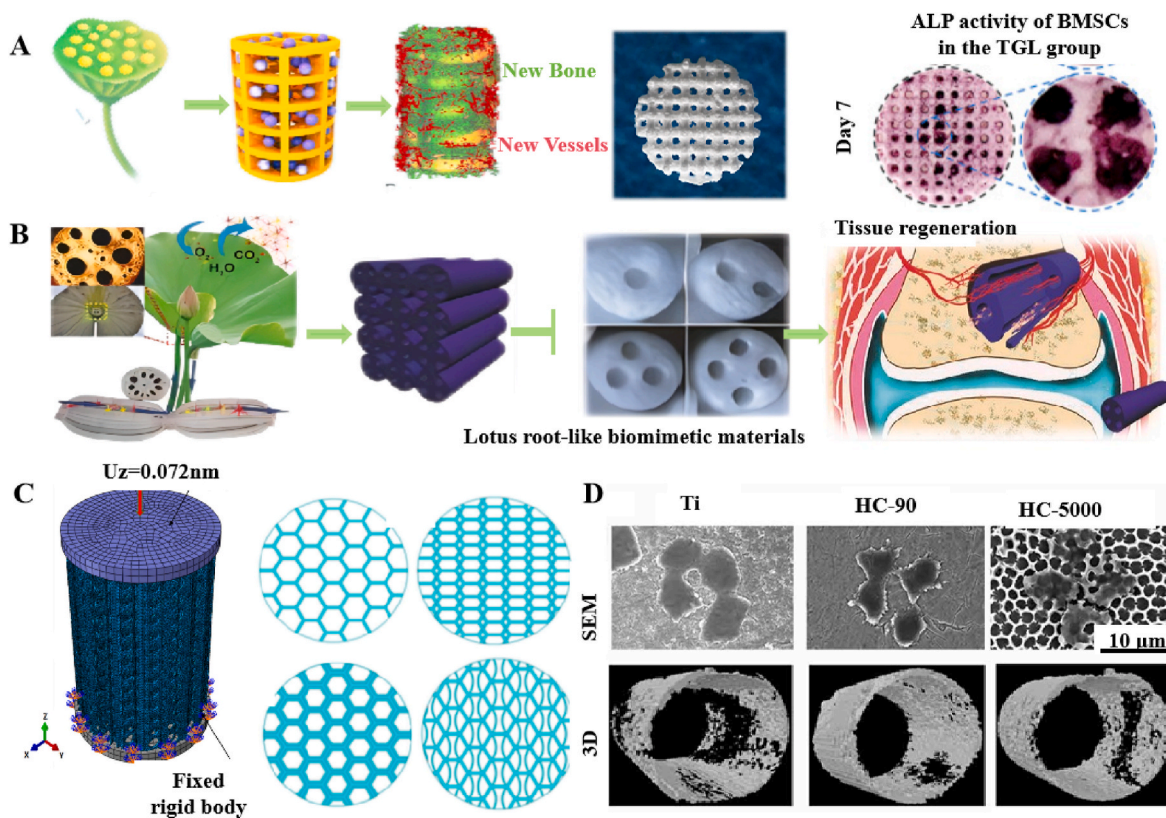 A
New Bone
New Vessels
ALP activity of BMSCs
in the TGL group
Day 7
B
O₂
CO₂
H₂O
Tissue regeneration
Lotus root-like biomimetic materials
C
Uz=0.072nm
Z
X
Y
Fixed
rigid body
D
Ti
HC-90
HC-5000
SEM
10 μm
3D